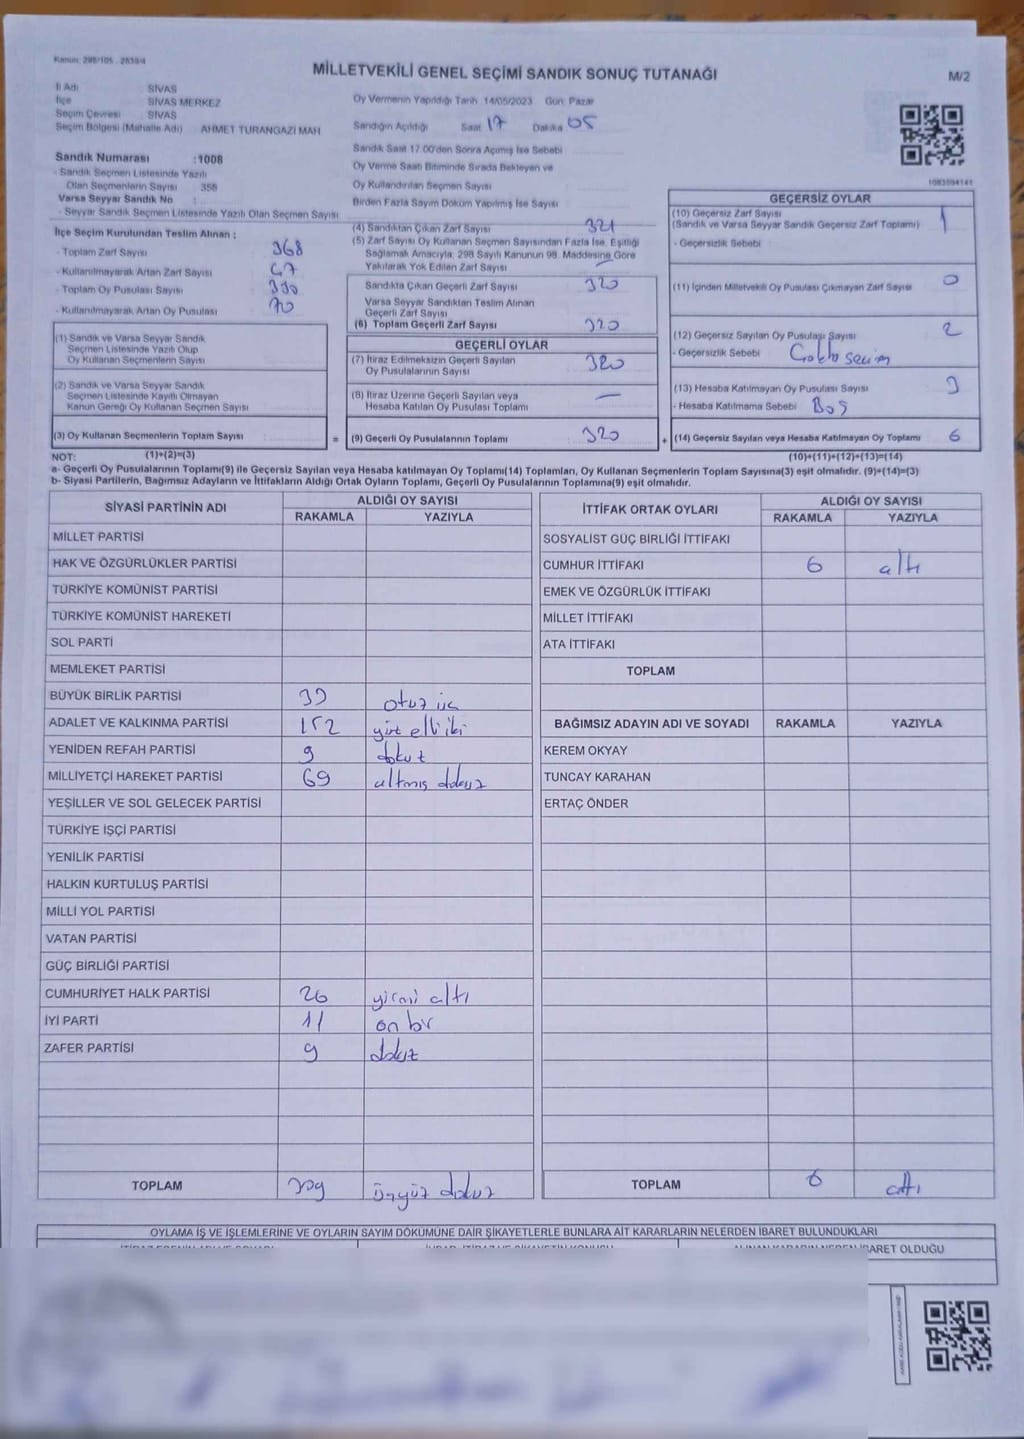 Kanun: 298/105 - 2839/4
MİLLETVEKİLİ GENEL SEÇİMİ SANDIK SONUÇ TUTANAĞI
M/2
İl Adı SİVAS
İlçe SİVAS MERKEZ
Seçim Çevresi SİVAS
Seçim Bölgesi (Mahalle Adı) AHMET TURANGAZİ MAH
Sandık Numarası :1008
- Sandık Seçmen Listesinde Yazılı
Olan Seçmenlerin Sayısı 358
Varsa Seyyar Sandık No :
- Seyyar Sandık Seçmen Listesinde Yazılı Olan Seçmen Sayısı
İlçe Seçim Kurulundan Teslim Alınan :
- Toplam Zarf Sayısı 368
- Kullanılmayarak Artan Zarf Sayısı 47
- Toplam Oy Pusulası Sayısı
- Kullanılmayarak Artan Oy Pusulası 70
(1) Sandık ve Varsa Seyyar Sandık
Seçmen Listesinde Yazılı Olup
Oy Kullanan Seçmenlerin Sayısı
(2) Sandık ve Varsa Seyyar Sandık
Seçmen Listesinde Kayıtlı Olmayan
Kanun Gereği Oy Kullanan Seçmen Sayısı
(3) Oy Kullanan Seçmenlerin Toplam Sayısı
Oy Vermenin Yapıldığı Tarih 14/05/2023 Gün Pazar
Sandığın Açıldığı Saat 17 Dakika 05
Sandık Saat 17.00'den Sonra Açımış İse Sebebi
Oy Verme Saati Bitiminde Sırada Bekleyen ve
Oy Kullandırılan Seçmen Sayısı
Birden Fazla Sayım Döküm Yapılmış İse Sayısı
(4) Sandıktan Çıkan Zarf Sayısı 321
(5) Zarf Sayısı Oy Kullanan Seçmen Sayısından Fazla İse, Eşitliği
Sağlamak Amacıyla, 298 Sayılı Kanunun 98. Maddesine Göre
Yakılarak Yok Edilen Zarf Sayısı —
Sandıkta Çıkan Geçerli Zarf Sayısı 320
Varsa Seyyar Sandıktan Teslim Alınan
Geçerli Zarf Sayısı
(6) Toplam Geçerli Zarf Sayısı 320
GEÇERLİ OYLAR
(7) İtiraz Edilmeksizin Geçerli Sayılan
Oy Pusulalarının Sayısı 320
(8) İtiraz Üzerine Geçerli Sayılan veya
Hesaba Katılan Oy Pusulası Toplamı —
= (9) Geçerli Oy Pusulalarının Toplamı 320
1083694141
GEÇERSİZ OYLAR
(10) Geçersiz Zarf Sayısı 1
(Sandık ve Varsa Seyyar Sandık Geçersiz Zarf Toplamı)
- Geçersizlik Sebebi :
(11) İçinden Milletvekili Oy Pusulası Çıkmayan Zarf Sayısı 0
(12) Geçersiz Sayılan Oy Pusulası Sayısı 2
- Geçersizlik Sebebi
(13) Hesaba Katılmayan Oy Pusulası Sayısı 3
- Hesaba Katılmama Sebebi Boş
+ (14) Geçersiz Sayılan veya Hesaba Katılmayan Oy Toplamı 6
NOT: (1)+(2)=(3) (10)+(11)+(12)+(13)=(14)
a- Geçerli Oy Pusulalarının Toplamı(9) ile Geçersiz Sayılan veya Hesaba katılmayan Oy Toplamı(14) Toplamları, Oy Kullanan Seçmenlerin Toplam Sayısına(3) eşit olmalıdır. (9)+(14)=(3)
b- Siyasi Partilerin, Bağımsız Adayların ve İttifakların Aldığı Ortak Oyların Toplamı, Geçerli Oy Pusulalarının Toplamına(9) eşit olmalıdır.
SİYASİ PARTİNİN ADI ALDIĞI OY SAYISI
RAKAMLA YAZIYLA
MİLLET PARTİSİ
HAK VE ÖZGÜRLÜKLER PARTİSİ
TÜRKİYE KOMÜNİST PARTİSİ
TÜRKİYE KOMÜNİST HAREKETİ
SOL PARTİ
MEMLEKET PARTİSİ
BÜYÜK BİRLİK PARTİSİ 33 otuz üç
ADALET VE KALKINMA PARTİSİ 152 yüz elli iki
YENİDEN REFAH PARTİSİ 9 dokuz
MİLLİYETÇİ HAREKET PARTİSİ 69 altmış dokuz
YEŞİLLER VE SOL GELECEK PARTİSİ
TÜRKİYE İŞÇİ PARTİSİ
YENİLİK PARTİSİ
HALKIN KURTULUŞ PARTİSİ
MİLLİ YOL PARTİSİ
VATAN PARTİSİ
GÜÇ BİRLİĞİ PARTİSİ
CUMHURİYET HALK PARTİSİ 26 yirmi altı
İYİ PARTİ 11 on bir
ZAFER PARTİSİ 9 dokuz
TOPLAM 309 üçyüz dokuz
İTTİFAK ORTAK OYLARI ALDIĞI OY SAYISI
RAKAMLA YAZIYLA
SOSYALİST GÜÇ BİRLİĞİ İTTİFAKI
CUMHUR İTTİFAKI 6 altı
EMEK VE ÖZGÜRLÜK İTTİFAKI
MİLLET İTTİFAKI
ATA İTTİFAKI
TOPLAM
BAĞIMSIZ ADAYIN ADI VE SOYADI RAKAMLA YAZIYLA
KEREM OKYAY
TUNCAY KARAHAN
ERTAÇ ÖNDER
TOPLAM 6 altı
OYLAMA İŞ VE İŞLEMLERİNE VE OYLARIN SAYIM DÖKÜMÜNE DAİR ŞİKAYETLERLE BUNLARA AİT KARARLARIN NELERDEN İBARET BULUNDUKLARI